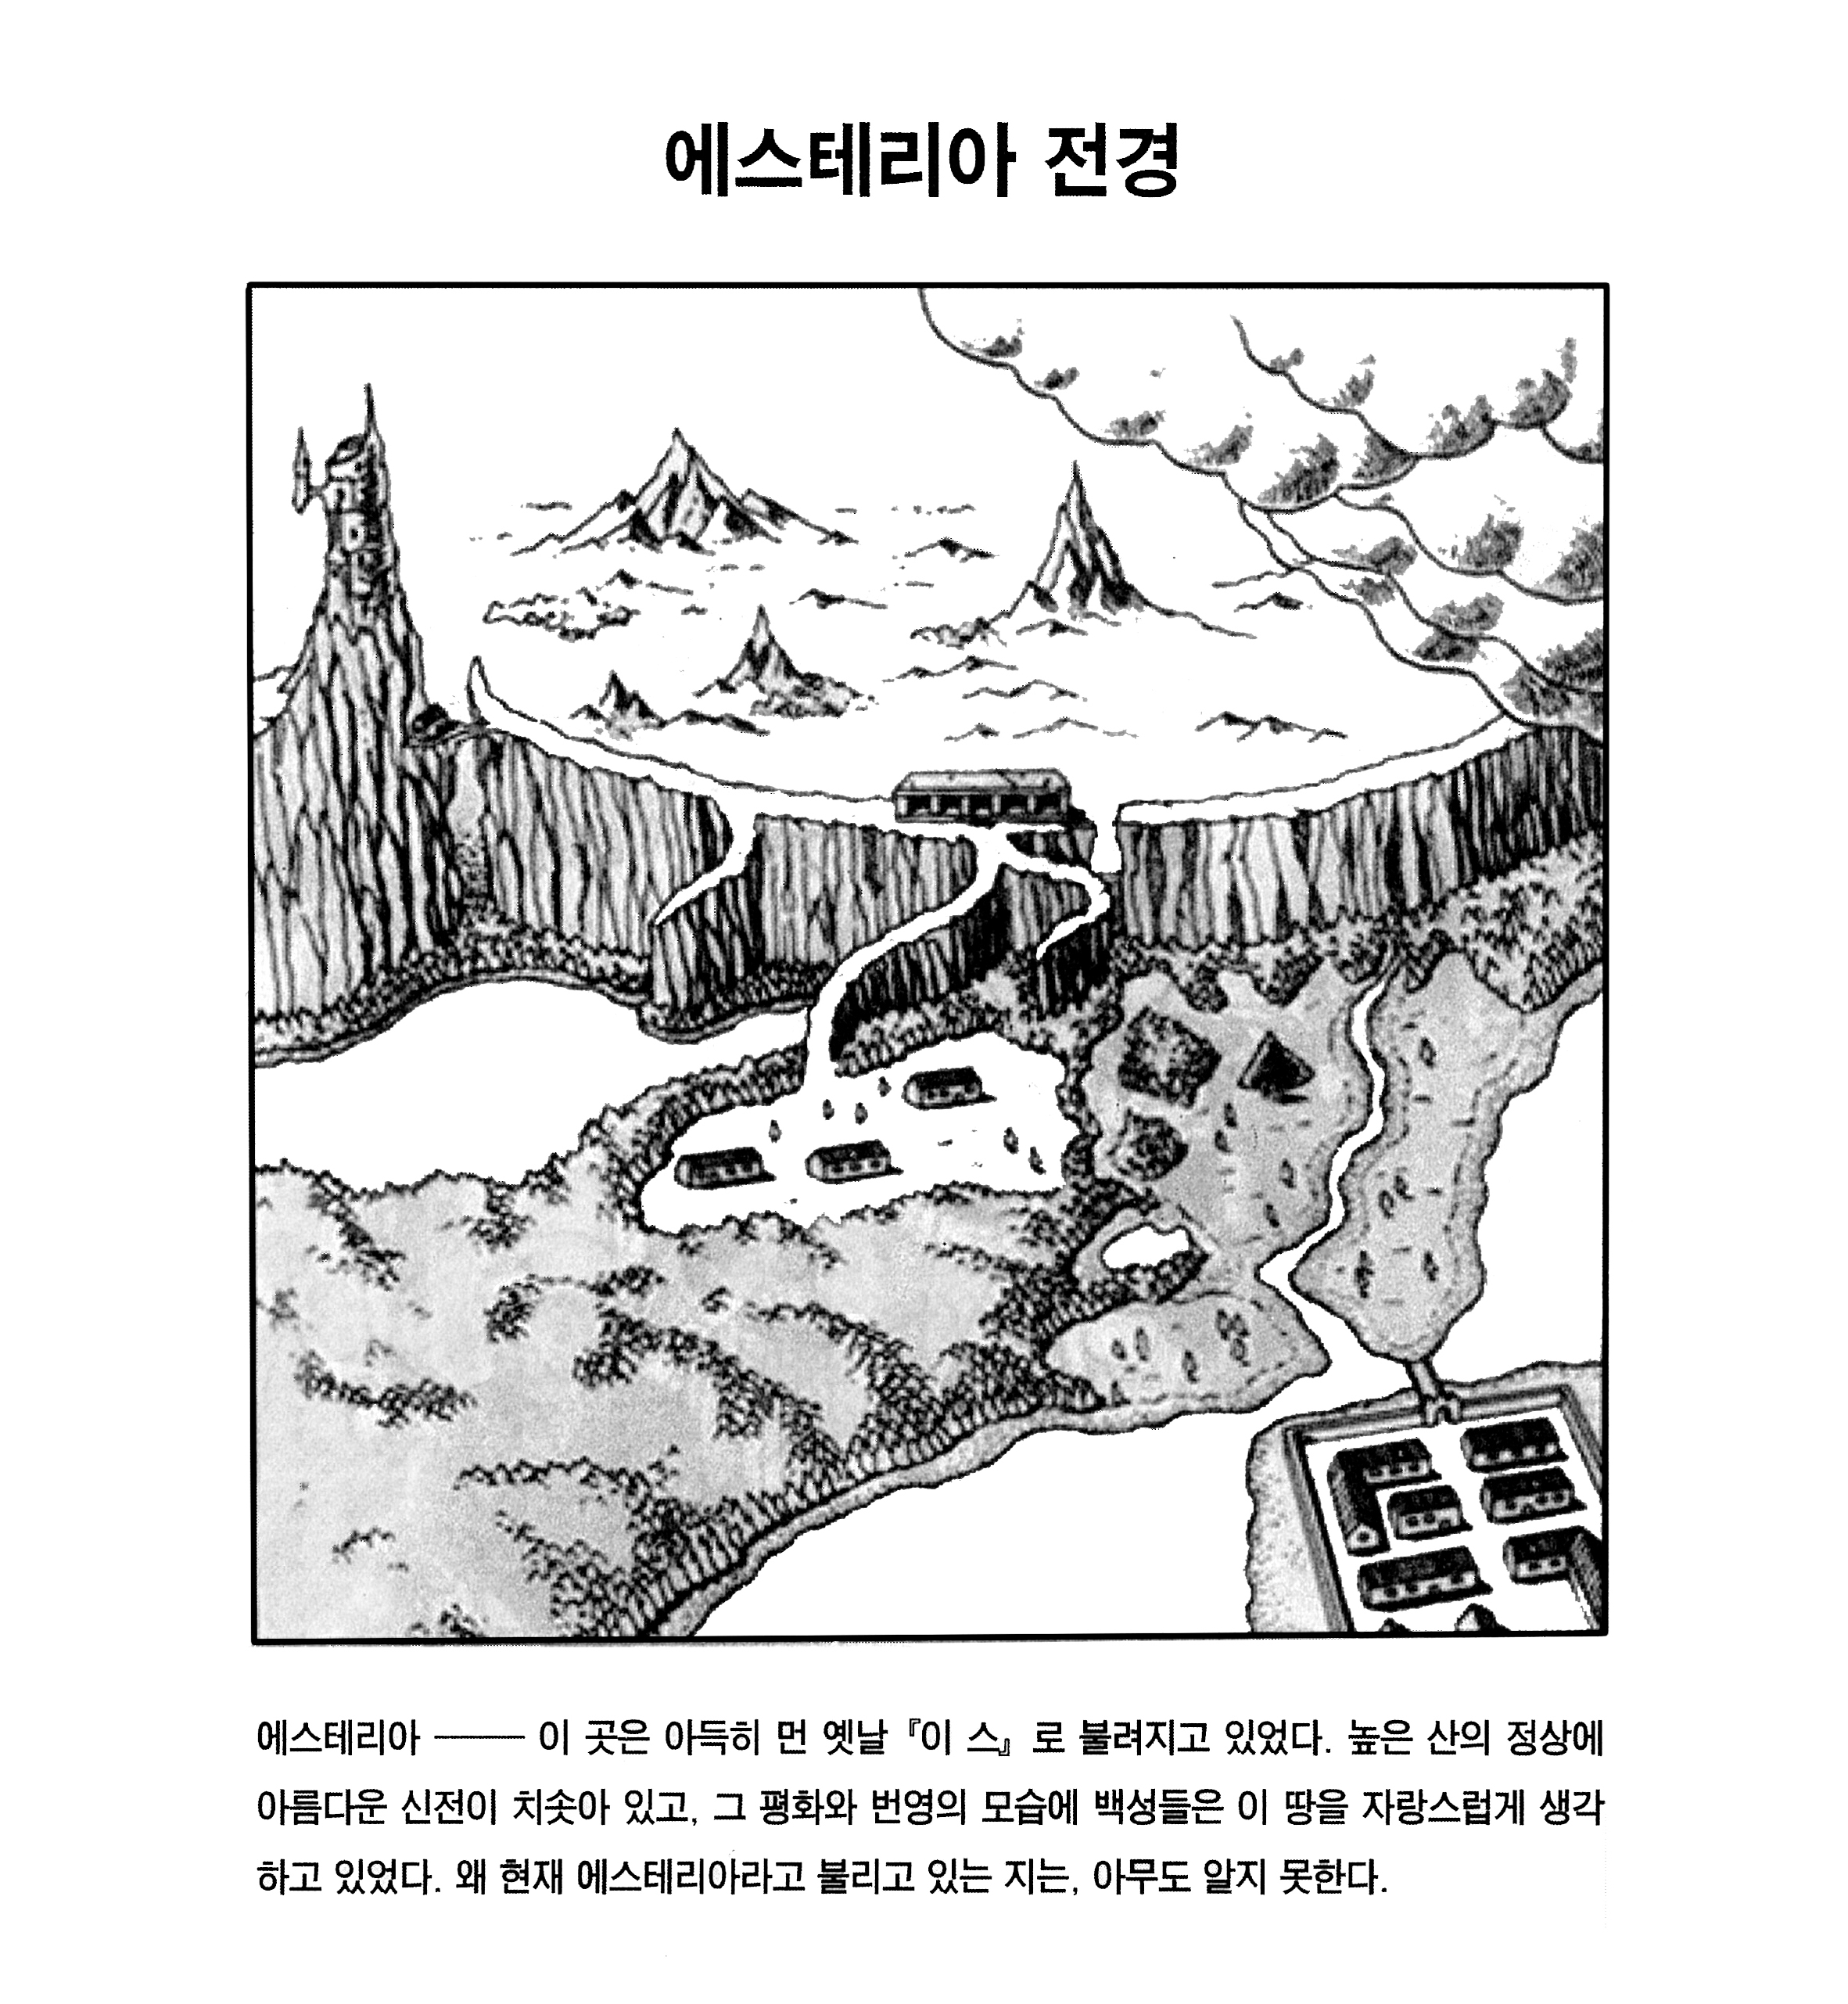 에스테리아 전경
에스테리아 ─── 이 곳은 아득히 먼 옛날 『이 스』로 불려지고 있었다. 높은 산의 정상에
아름다운 신전이 치솟아 있고, 그 평화와 번영의 모습에 백성들은 이 땅을 자랑스럽게 생각
하고 있었다. 왜 현재 에스테리아라고 불리고 있는 지는, 아무도 알지 못한다.